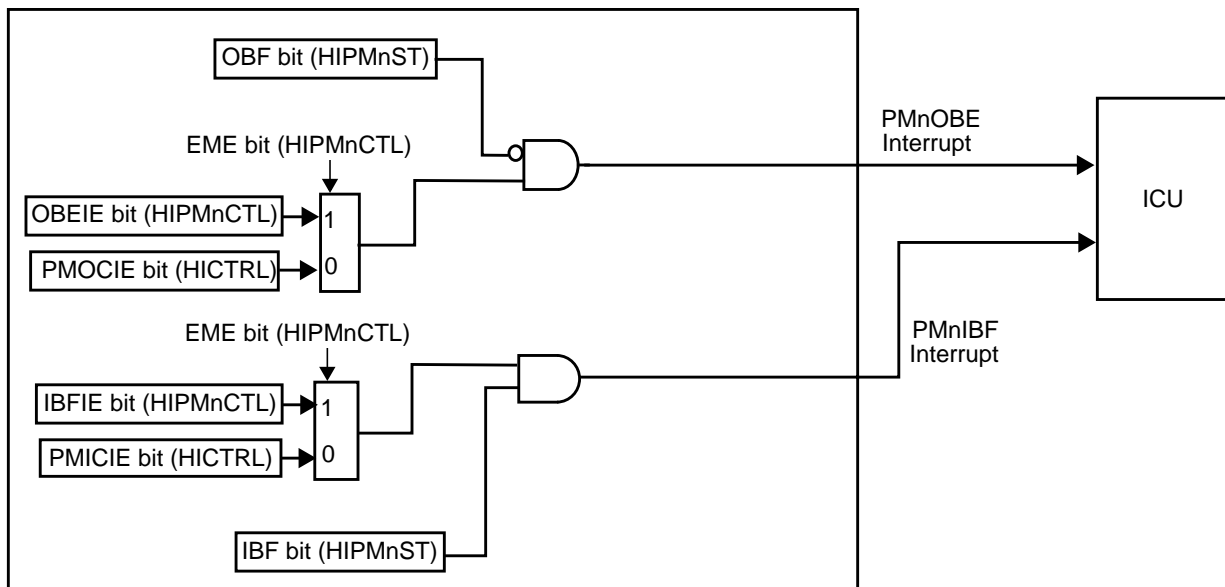 OBF bit (HIPMnST)
EME bit (HIPMnCTL)
OBEIE bit (HIPMnCTL)
1
PMOCIE bit (HICTRL)
0
PMnOBE
Interrupt
ICU
EME bit (HIPMnCTL)
IBFIE bit (HIPMnCTL)
1
PMICIE bit (HICTRL)
0
PMnIBF
Interrupt
IBF bit (HIPMnST)